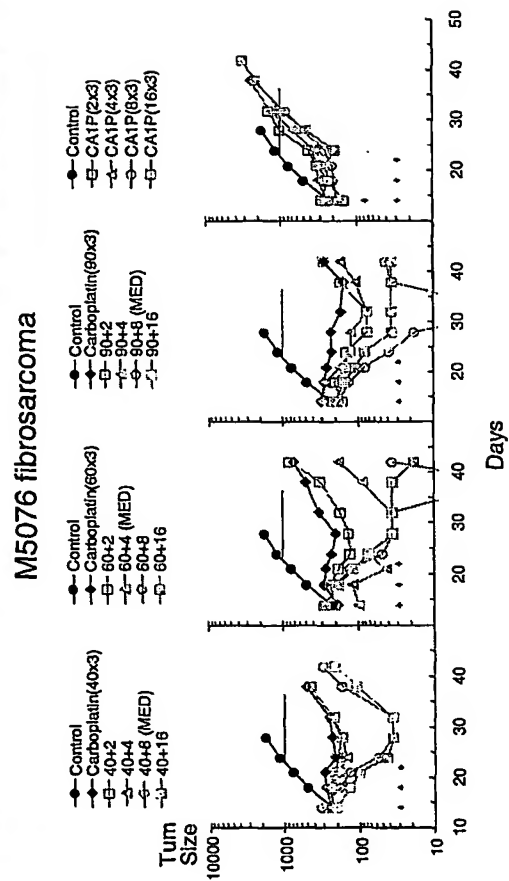 M5076 fibrosarcoma
Control
Carboplatin(40x3)
40+2
40+4
40+8 (MED)
40+16
Control
Carboplatin(60x3)
60+2
60+4 (MED)
60+8
60+16
Control
Carboplatin(90x3)
90+2
90+4
90+8 (MED)
90+16
Control
CA1P(2x3)
CA1P(4x3)
CA1P(8x3)
CA1P(16x3)
Tum
Size
10000
1000
100
10
10 20 30 40
20 30 40
20 30 40
20 30 40 50
Days